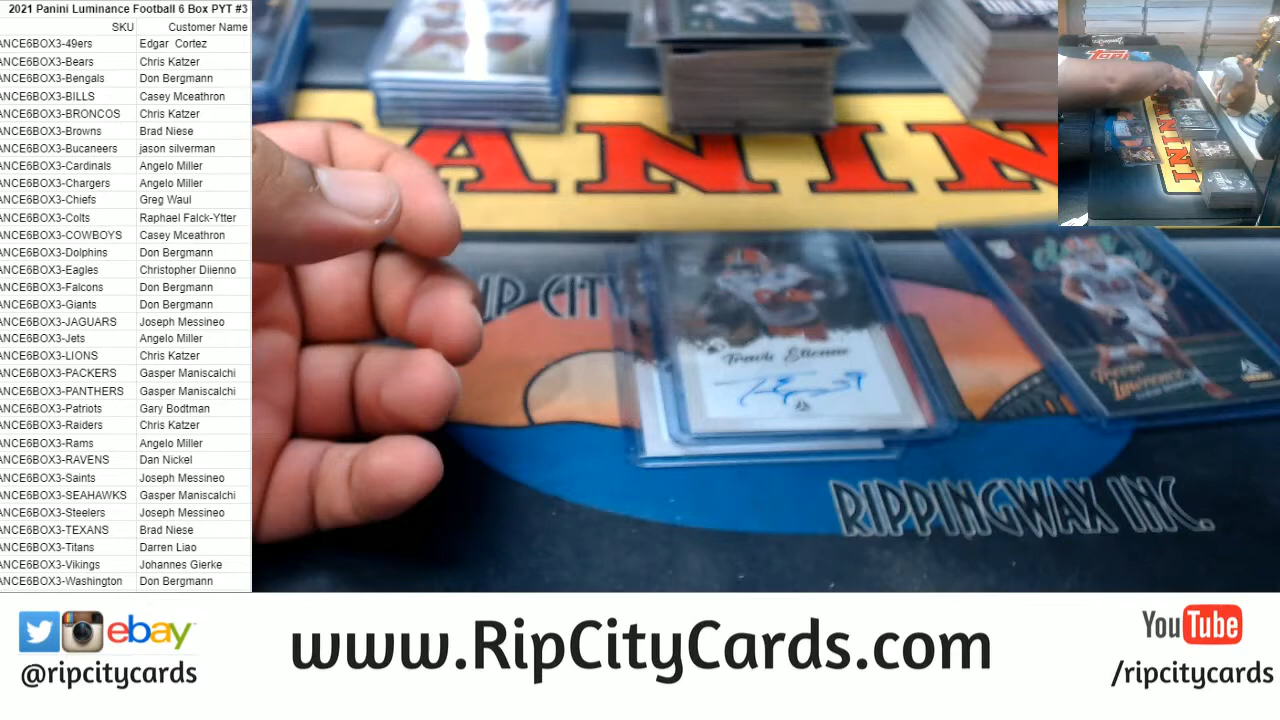 2021 Panini Luminance Football 6 Box PYT #3
SKU Customer Name
ANCE6BOX3-49ers Edgar Cortez
ANCE6BOX3-Bears Chris Katzer
ANCE6BOX3-Bengals Don Bergmann
ANCE6BOX3-BILLS Casey Mceathron
ANCE6BOX3-BRONCOS Chris Katzer
ANCE6BOX3-Browns Brad Niese
ANCE6BOX3-Bucaneers jason silverman
ANCE6BOX3-Cardinals Angelo Miller
ANCE6BOX3-Chargers Angelo Miller
ANCE6BOX3-Chiefs Greg Waul
ANCE6BOX3-Colts Raphael Falck-Ytter
ANCE6BOX3-COWBOYS Casey Mceathron
ANCE6BOX3-Dolphins Don Bergmann
ANCE6BOX3-Eagles Christopher Diienno
ANCE6BOX3-Falcons Don Bergmann
ANCE6BOX3-Giants Don Bergmann
ANCE6BOX3-JAGUARS Joseph Messineo
ANCE6BOX3-Jets Angelo Miller
ANCE6BOX3-LIONS Chris Katzer
ANCE6BOX3-PACKERS Gasper Maniscalchi
ANCE6BOX3-PANTHERS Gasper Maniscalchi
ANCE6BOX3-Patriots Gary Bodtman
ANCE6BOX3-Raiders Chris Katzer
ANCE6BOX3-Rams Angelo Miller
ANCE6BOX3-RAVENS Dan Nickel
ANCE6BOX3-Saints Joseph Messineo
ANCE6BOX3-SEAHAWKS Gasper Maniscalchi
ANCE6BOX3-Steelers Joseph Messineo
ANCE6BOX3-TEXANS Brad Niese
ANCE6BOX3-Titans Darren Liao
ANCE6BOX3-Vikings Johannes Gierke
ANCE6BOX3-Washington Don Bergmann
ANIN
IP CITY
Travis Etienne
RIPPINGWAX INC.
Topps
PANINI
ebay
@ripcitycards
www.RipCityCards.com
YouTube
/ripcitycards